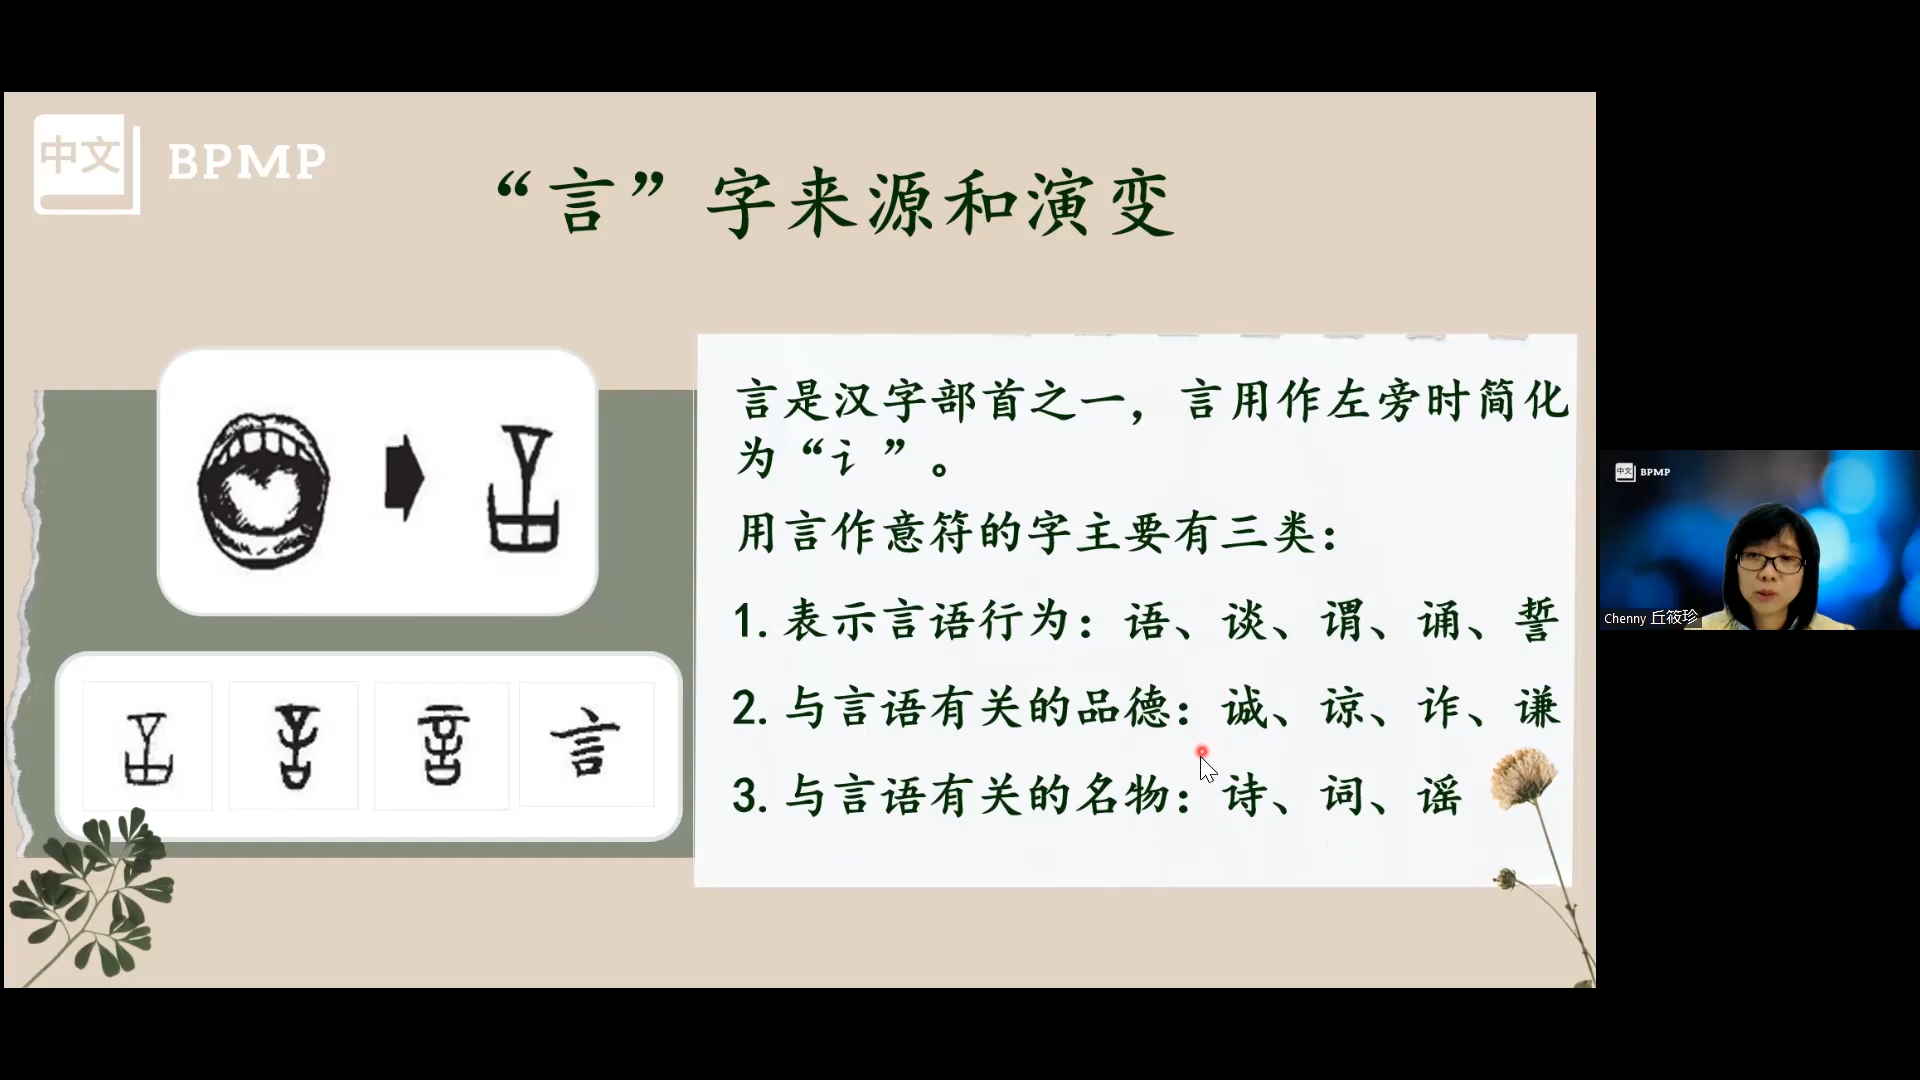 中文 BPMP
“言”字来源和演变
言是汉字部首之一，言用作左旁时简化
为“讠”。
用言作意符的字主要有三类：
1. 表示言语行为：语、谈、谓、诵、誓
2. 与言语有关的品德：诚、谅、诈、谦
3. 与言语有关的名物：诗、词、谣
言
中文 BPMP
Chenny 丘筱珍